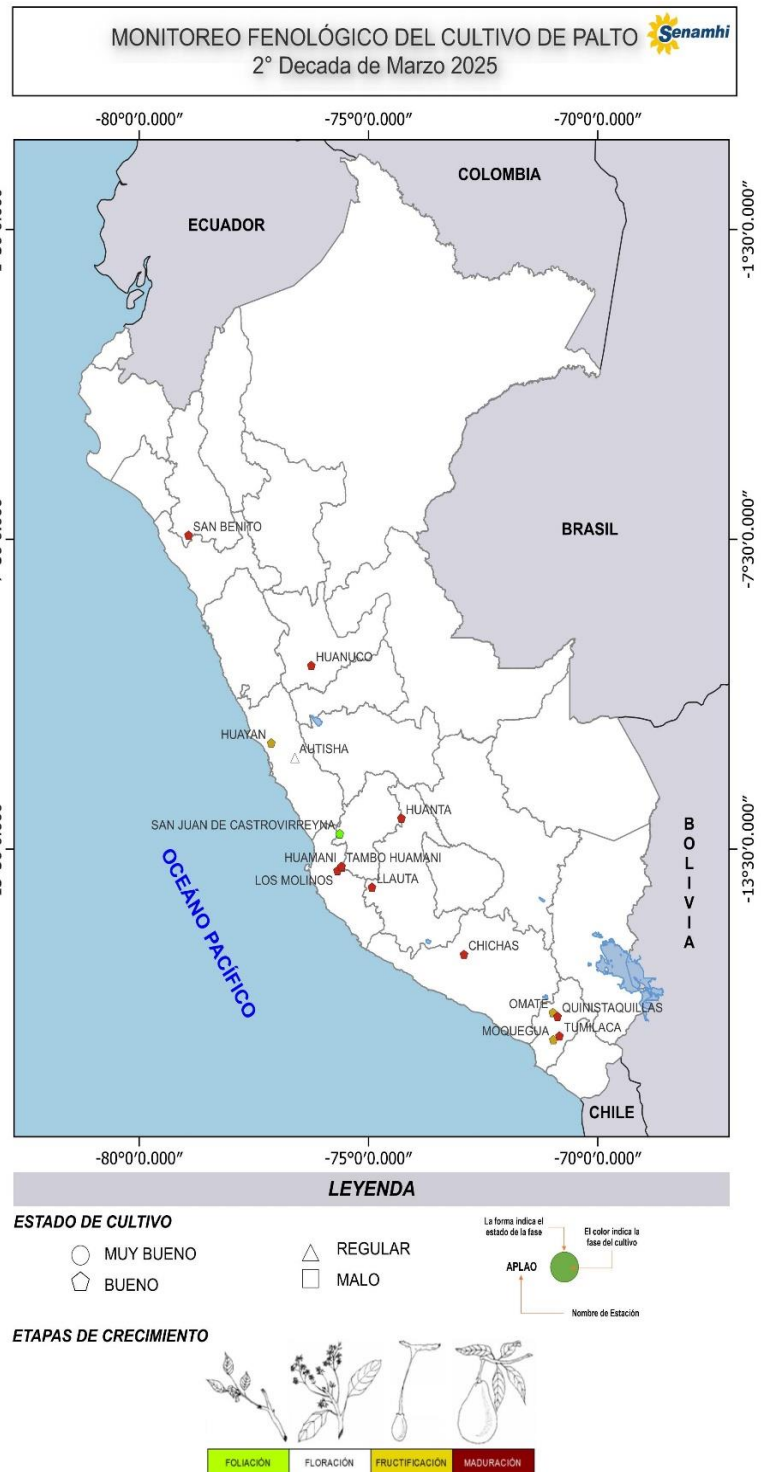 MONITOREO FENOLÓGICO DEL CULTIVO DE PALTO
Senamhi
2° Decada de Marzo 2025
-80°0'0.000" -75°0'0.000" -70°0'0.000"
COLOMBIA
ECUADOR
-1°30'0.000"
BRASIL
-7°30'0.000"
SAN BENITO
HUANUCO
HUAYAN
AUTISHA
HUANTA
SAN JUAN DE CASTROVIRREYNA
HUAMANI
TAMBO HUAMANI
LOS MOLINOS
LLAUTA
-13°30'0.000"
BOLIVIA
OCEÁNO PACÍFICO
CHICHAS
OMATE
QUINISTAQUILLAS
MOQUEGUA
TUMILACA
CHILE
-80°0'0.000" -75°0'0.000" -70°0'0.000"
LEYENDA
ESTADO DE CULTIVO
MUY BUENO
BUENO
REGULAR
MALO
La forma indica el
estado de la fase
El color indica la
fase del cultivo
APLAO
Nombre de Estación
ETAPAS DE CRECIMIENTO
FOLIACIÓN FLORACIÓN FRUCTIFICACIÓN MADURACIÓN